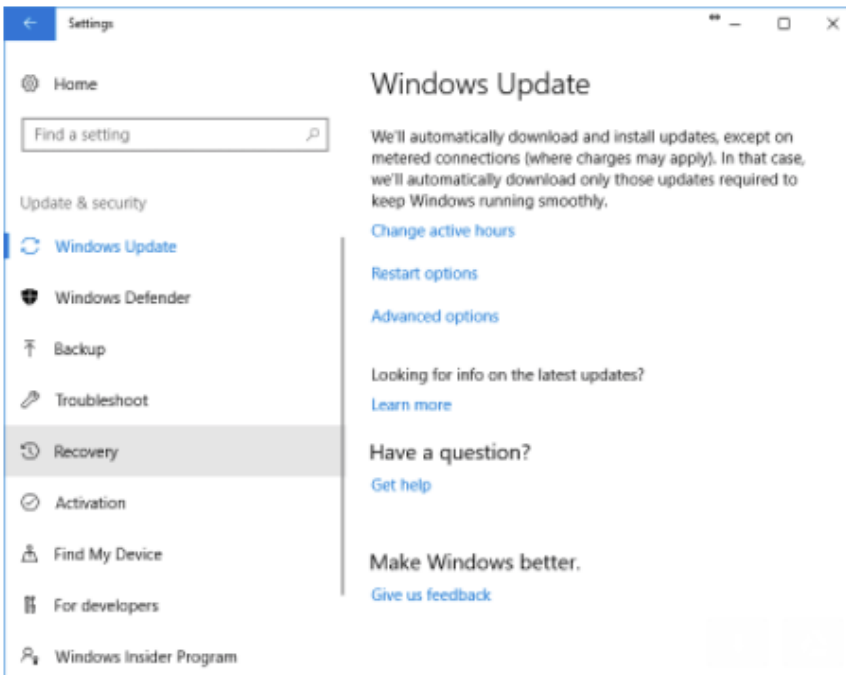 Settings
Home
Find a setting
Update & security
Windows Update
Windows Defender
Backup
Troubleshoot
Recovery
Activation
Find My Device
For developers
Windows Insider Program
Windows Update
We'll automatically download and install updates, except on
metered connections (where charges may apply). In that case,
we'll automatically download only those updates required to
keep Windows running smoothly.
Change active hours
Restart options
Advanced options
Looking for info on the latest updates?
Learn more
Have a question?
Get help
Make Windows better.
Give us feedback